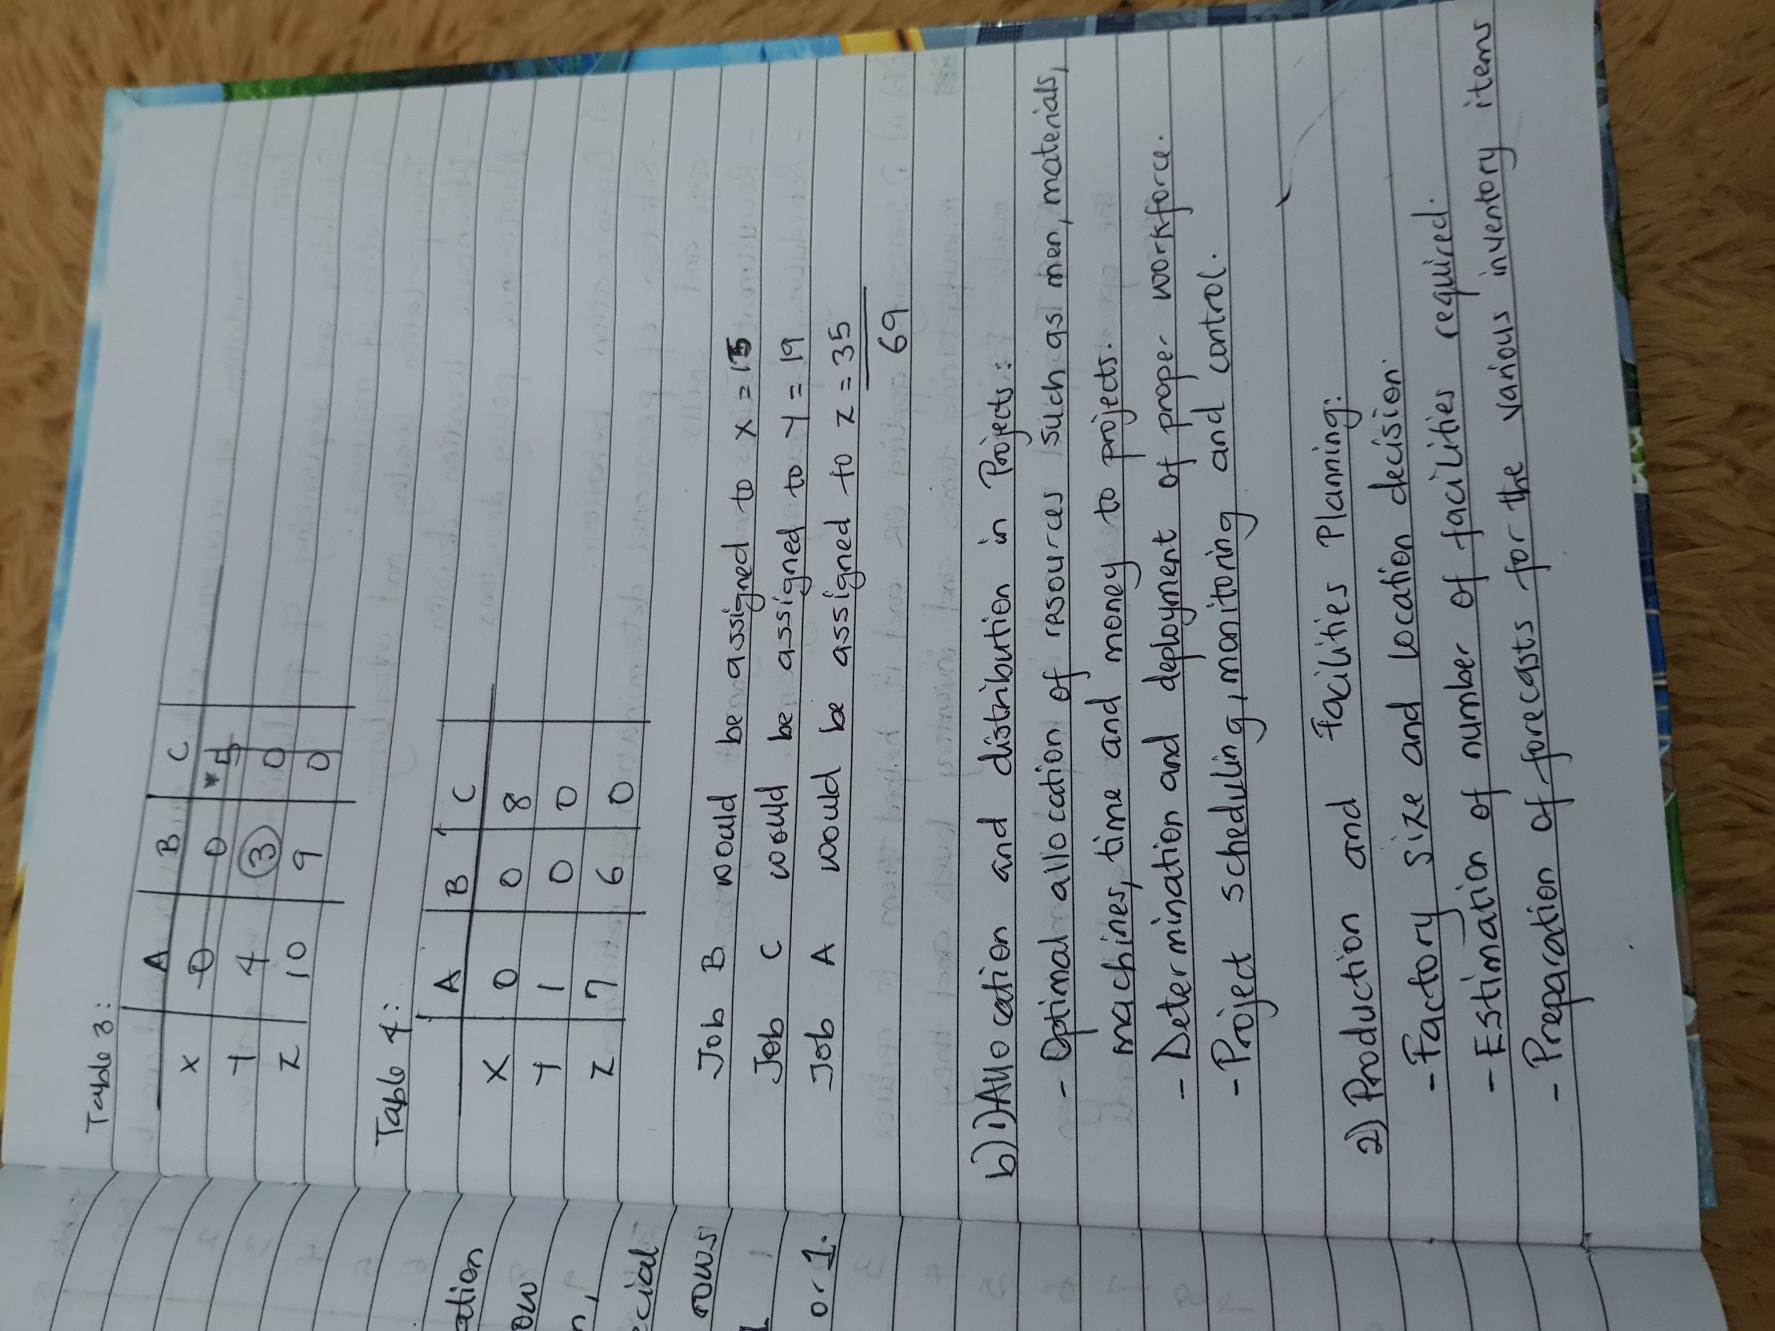 Table 3:
A B C
X 0 0 5
Y 4 3 0
Z 10 9 0
Table 4:
A B C
X 0 0 8
Y 1 0 0
Z 7 6 0
Job B would be assigned to X = 15
Job C would be assigned to Y = 19
Job A would be assigned to Z = 35
69
b) 1) Allocation and distribution in Projects:
- Optimal allocation of resources such as men, materials,
machines, time and money to projects.
- Determination and deployment of proper workforce.
- Project scheduling, monitoring and control.
2) Production and Facilities Planning:
- Factory size and location decision.
- Estimation of number of facilities required.
- Preparation of forecasts for the various inventory items
rows
or 1.